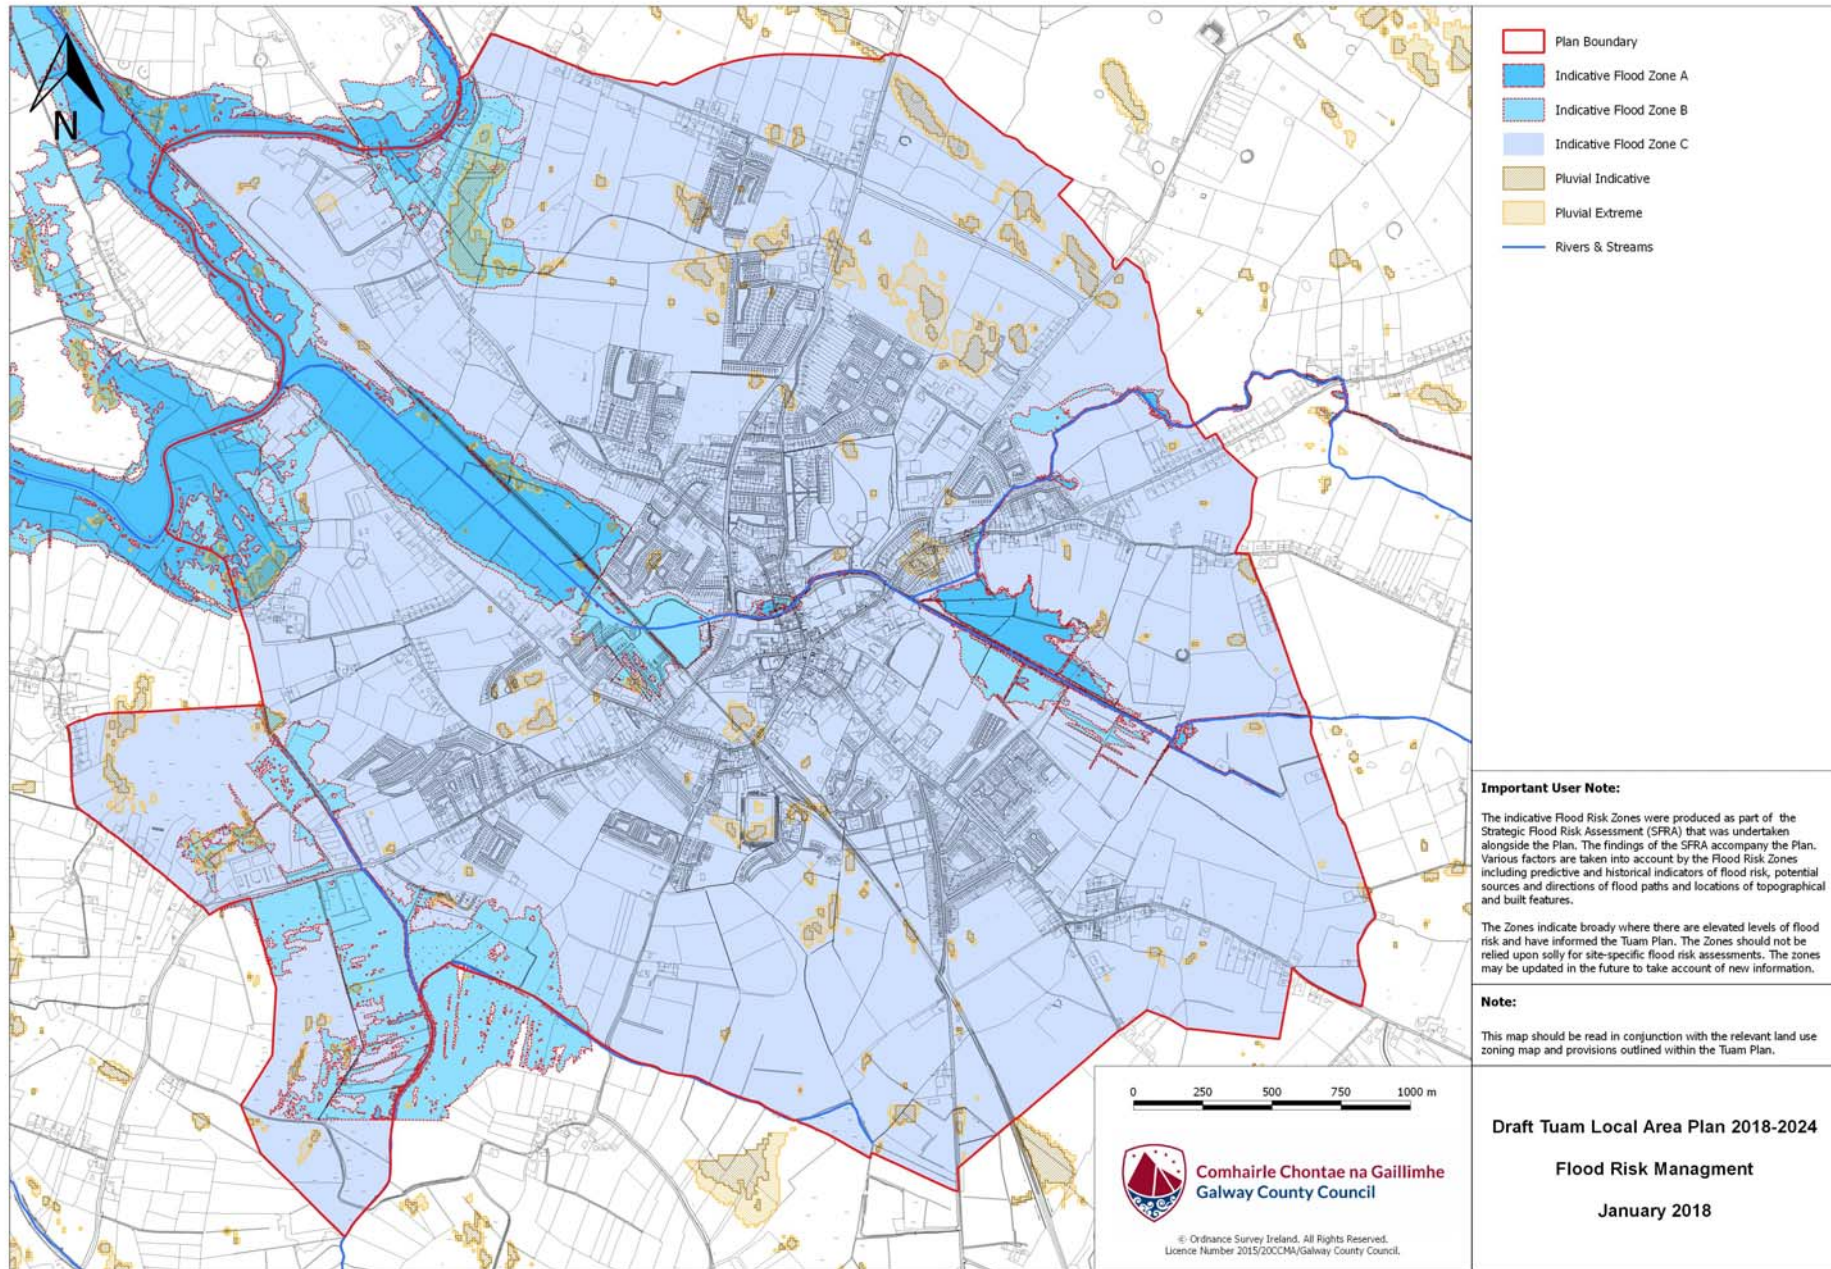 N
Plan Boundary
Indicative Flood Zone A
Indicative Flood Zone B
Indicative Flood Zone C
Pluvial Indicative
Pluvial Extreme
Rivers & Streams
Important User Note:
The indicative Flood Risk Zones were produced as part of the
Strategic Flood Risk Assessment (SFRA) that was undertaken
alongside the Plan. The findings of the SFRA accompany the Plan.
Various factors are taken into account by the Flood Risk Zones
including predictive and historical indicators of flood risk, potential
sources and directions of flood paths and locations of topographical
and built features.
The Zones indicate broady where there are elevated levels of flood
risk and have informed the Tuam Plan. The Zones should not be
relied upon solly for site-specific flood risk assessments. The zones
may be updated in the future to take account of new information.
Note:
This map should be read in conjunction with the relevant land use
zoning map and provisions outlined within the Tuam Plan.
0 250 500 750 1000 m
Comhairle Chontae na Gaillimhe
Galway County Council
© Ordnance Survey Ireland. All Rights Reserved.
Licence Number 2015/20CCMA/Galway County Council.
Draft Tuam Local Area Plan 2018-2024
Flood Risk Managment
January 2018